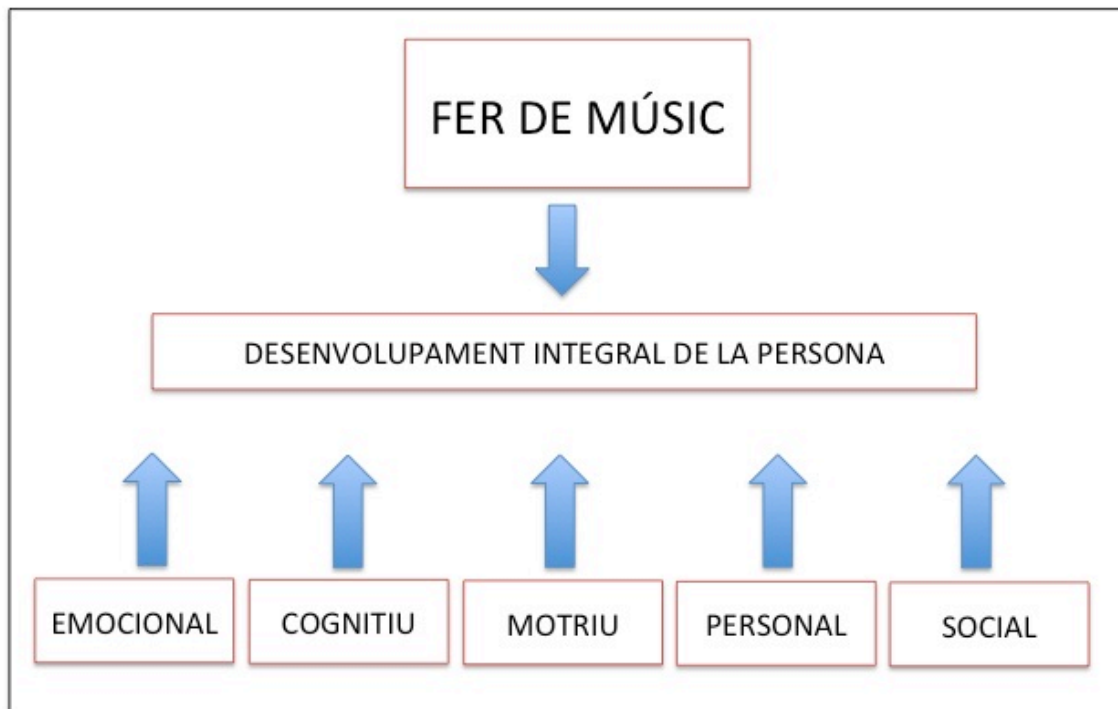 FER DE MÚSIC
DESENVOLUPAMENT INTEGRAL DE LA PERSONA
EMOCIONAL
COGNITIU
MOTRIU
PERSONAL
SOCIAL